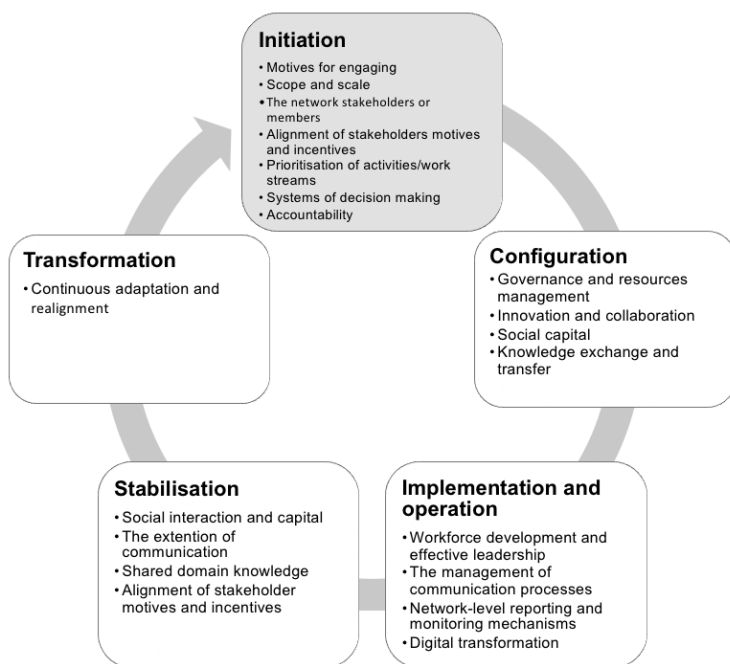 Initiation
• Motives for engaging
• Scope and scale
• The network stakeholders or
members
• Alignment of stakeholders motives
and incentives
• Prioritisation of activities/work
streams
• Systems of decision making
• Accountability
Configuration
• Governance and resources
management
• Innovation and collaboration
• Social capital
• Knowledge exchange and
transfer
Implementation and
operation
• Workforce development and
effective leadership
• The management of
communication processes
• Network-level reporting and
monitoring mechanisms
• Digital transformation
Stabilisation
• Social interaction and capital
• The extention of
communication
• Shared domain knowledge
• Alignment of stakeholder
motives and incentives
Transformation
• Continuous adaptation and
realignment